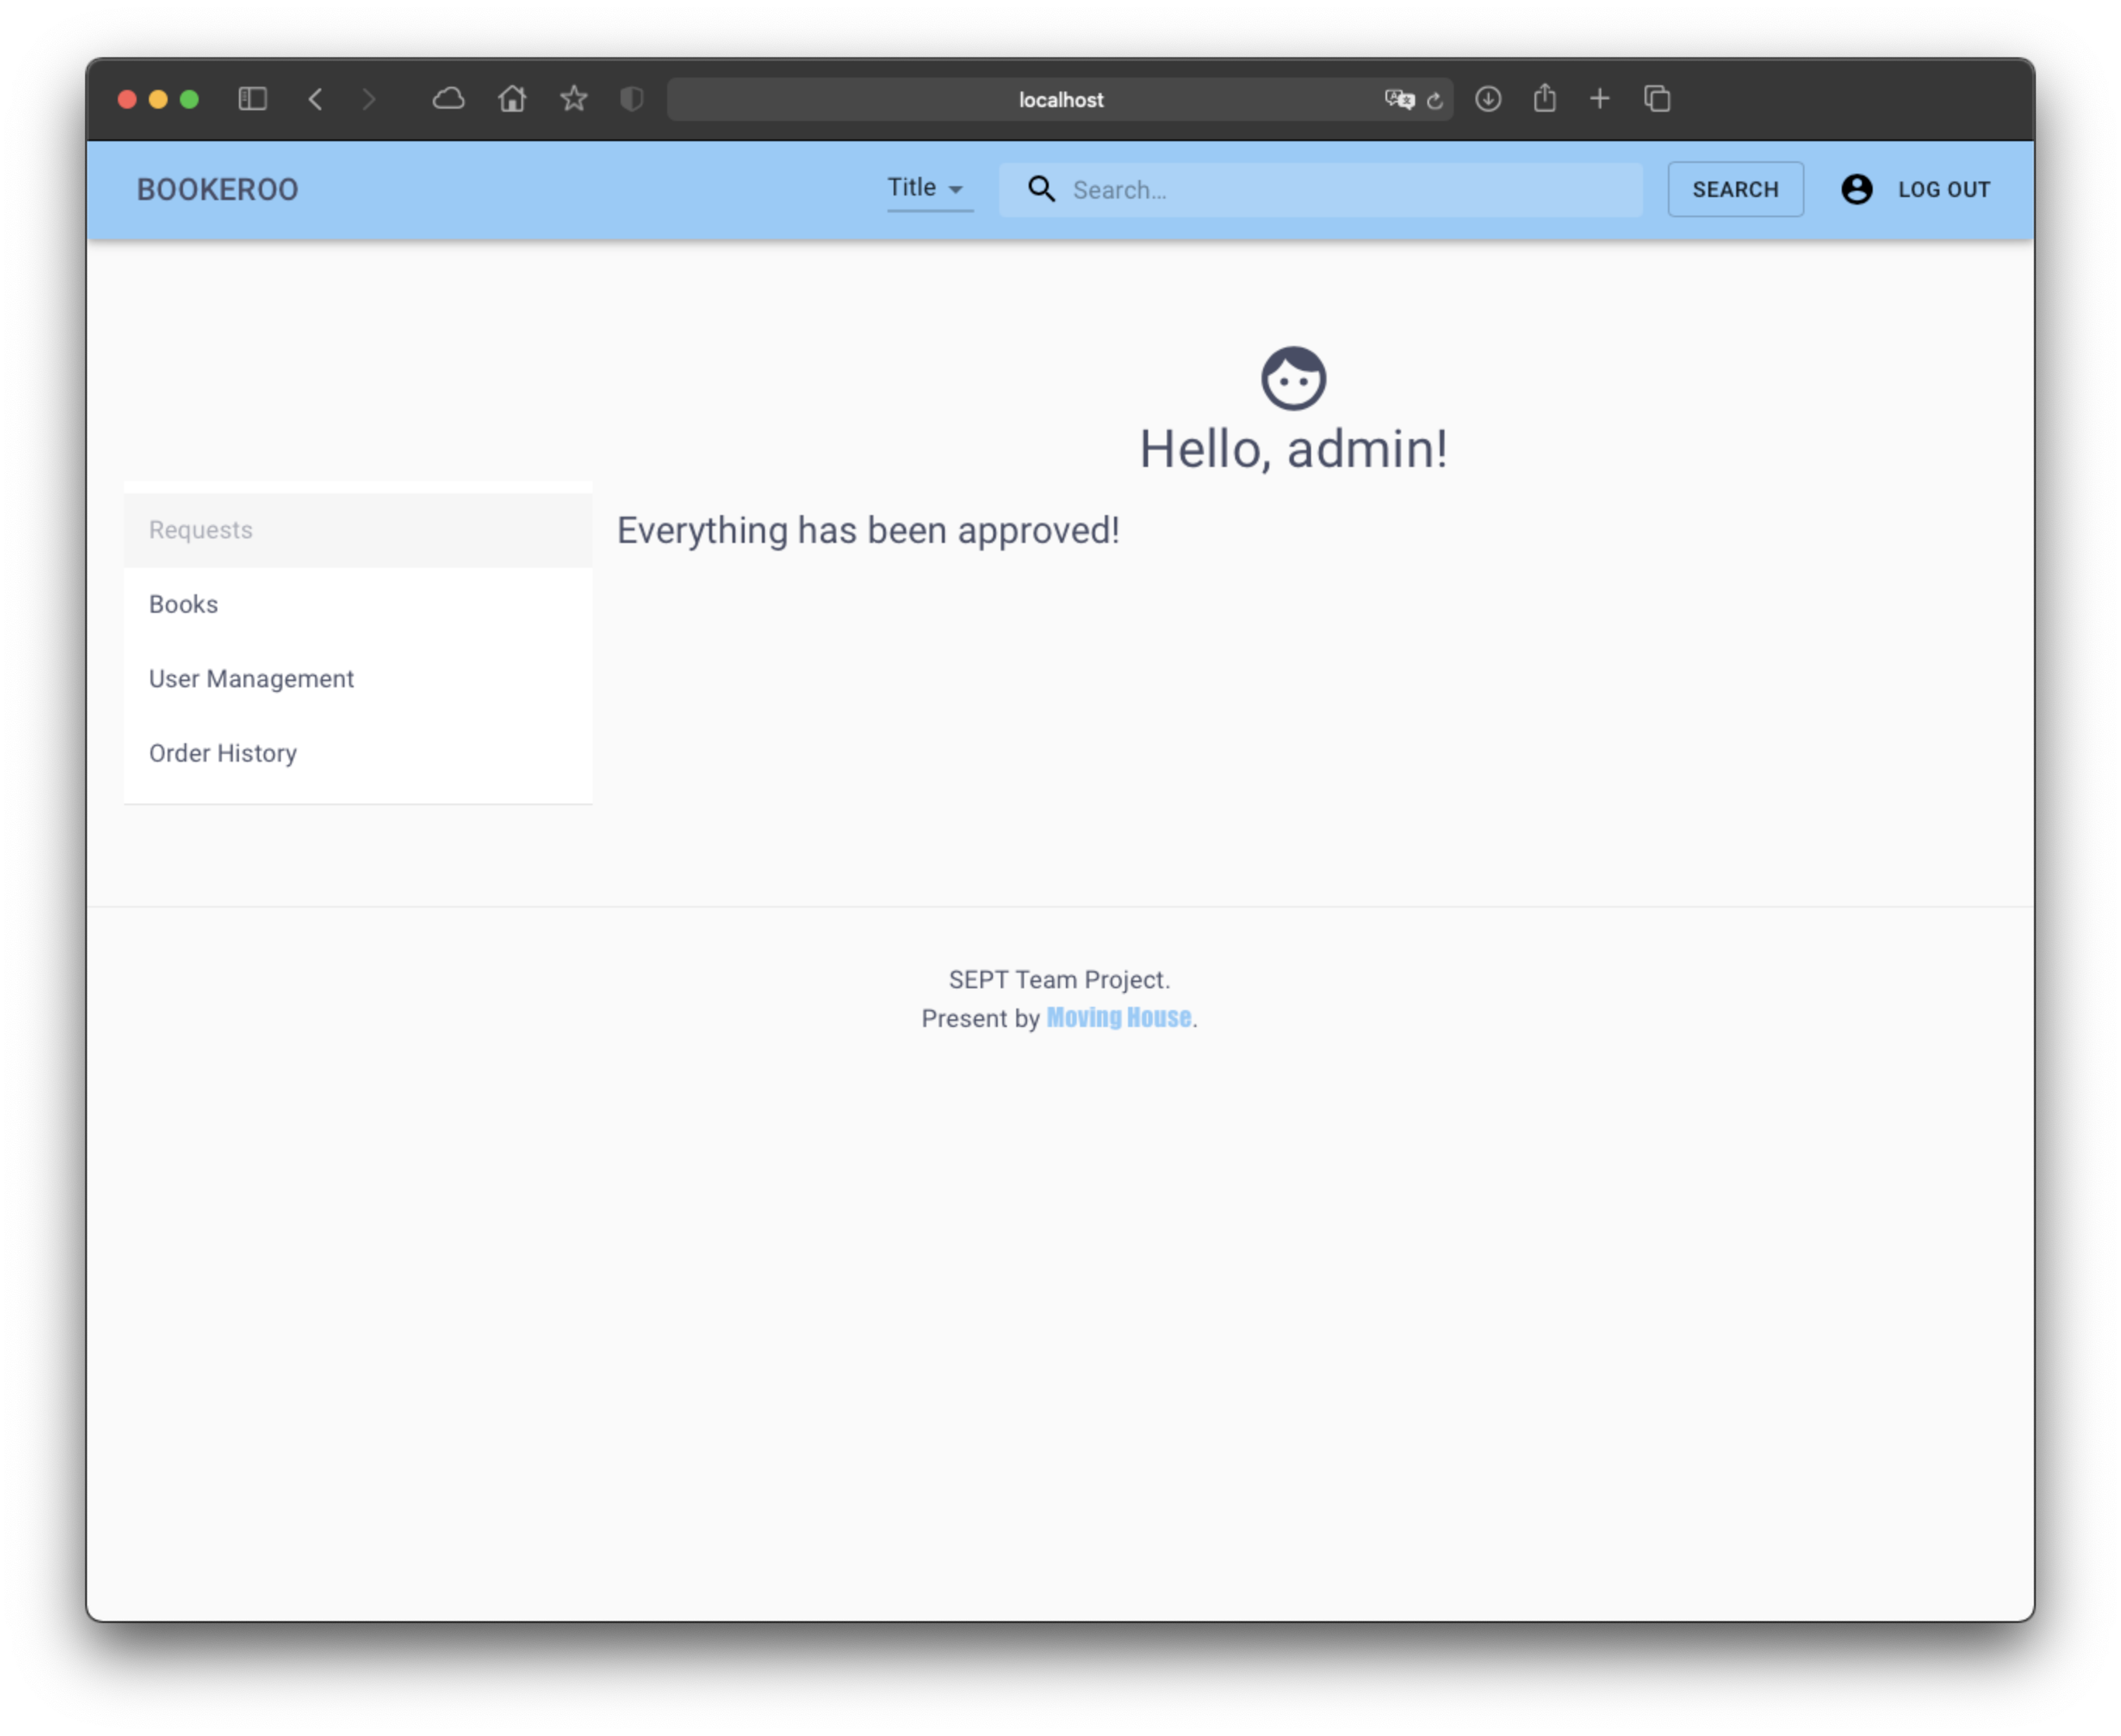 localhost
BOOKEROO
Title
Search...
SEARCH
LOG OUT
Hello, admin!
Requests
Everything has been approved!
Books
User Management
Order History
SEPT Team Project.
Present by Moving House.